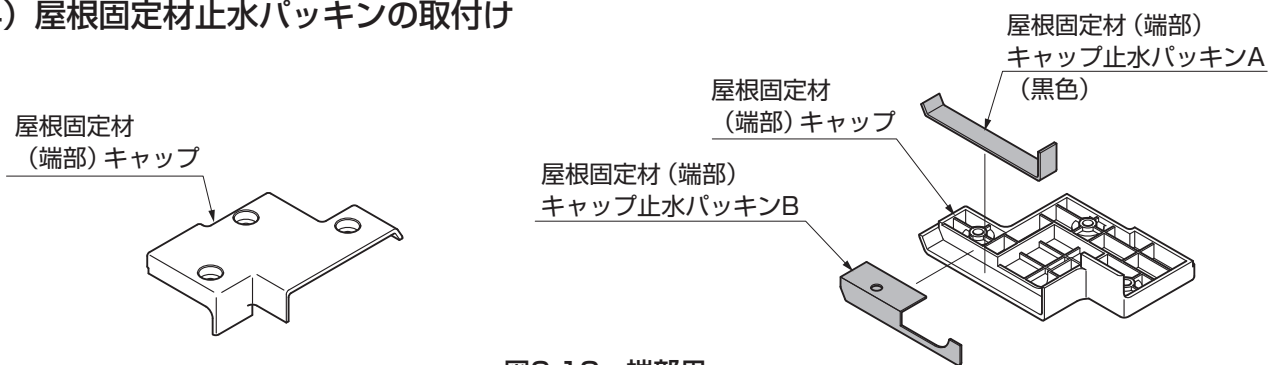 ）屋根固定材止水パッキンの取付け
屋根固定材
（端部）キャップ
屋根固定材（端部）
キャップ止水パッキンB
屋根固定材
（端部）キャップ
屋根固定材（端部）
キャップ止水パッキンA
（黒色）